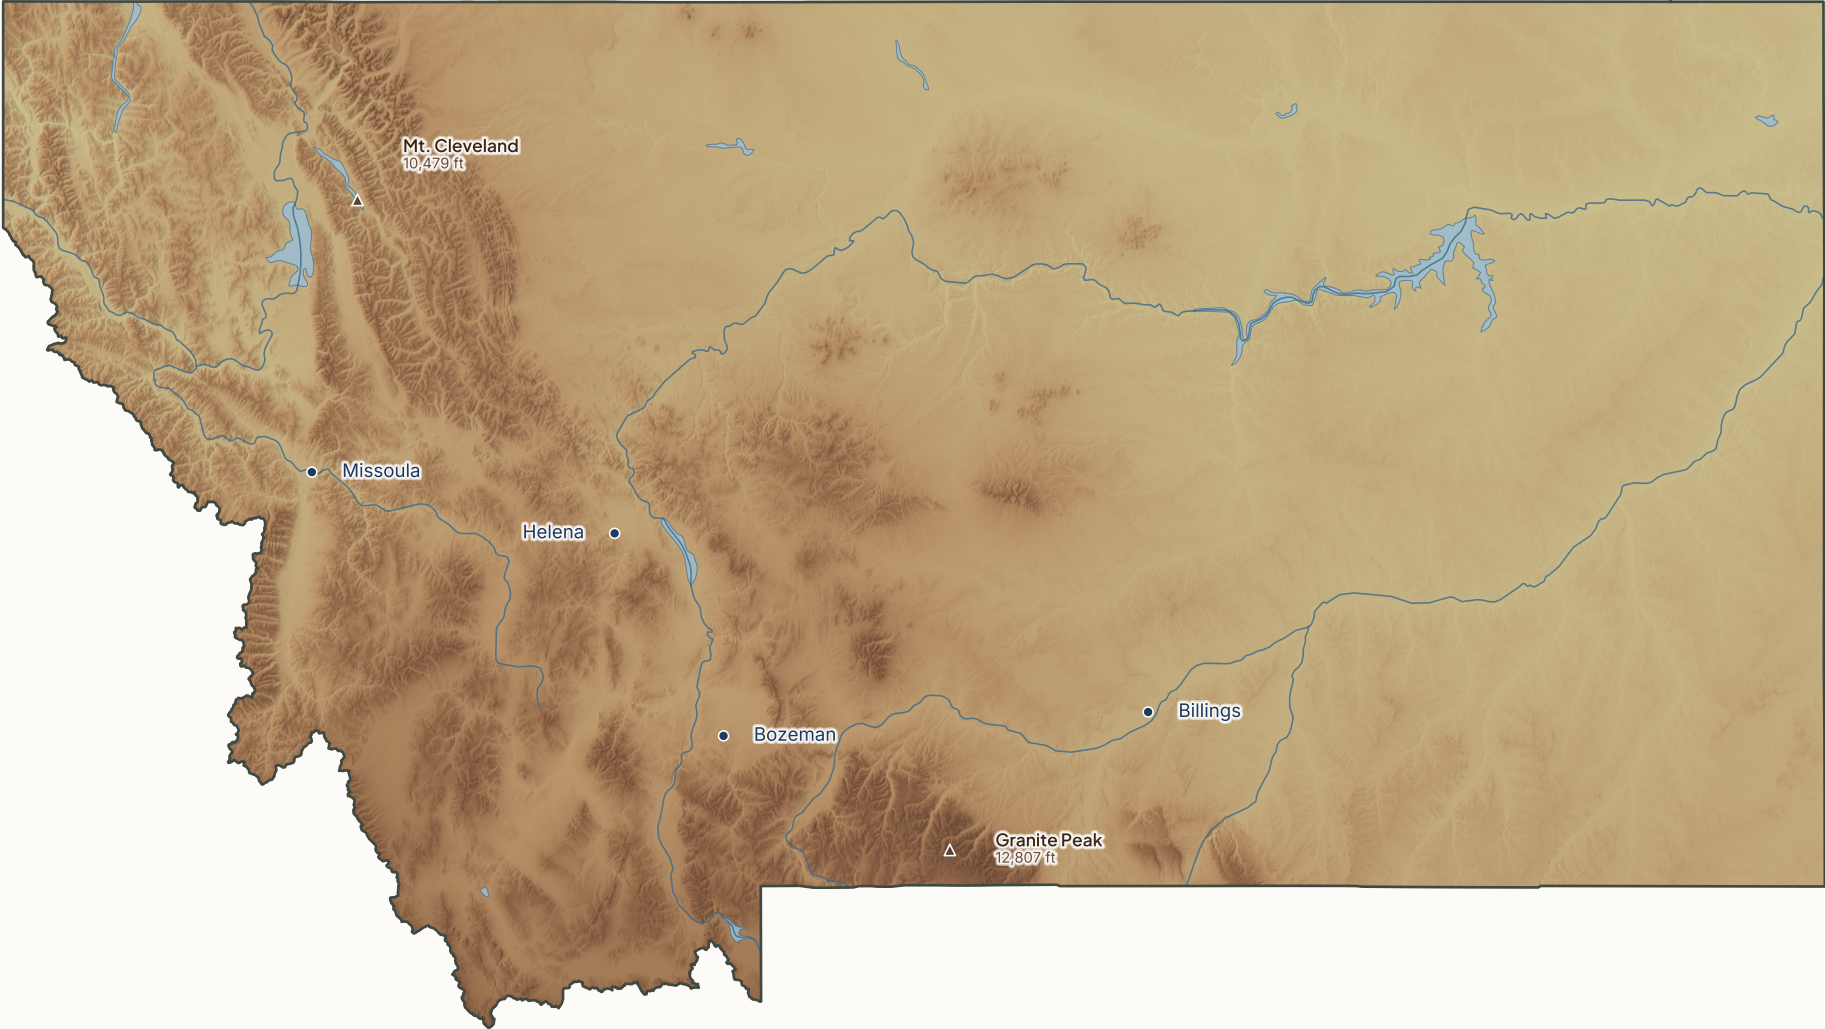 Mt. Cleveland
10,479 ft
Missoula
Helena
Billings
Bozeman
Granite Peak
12,807 ft